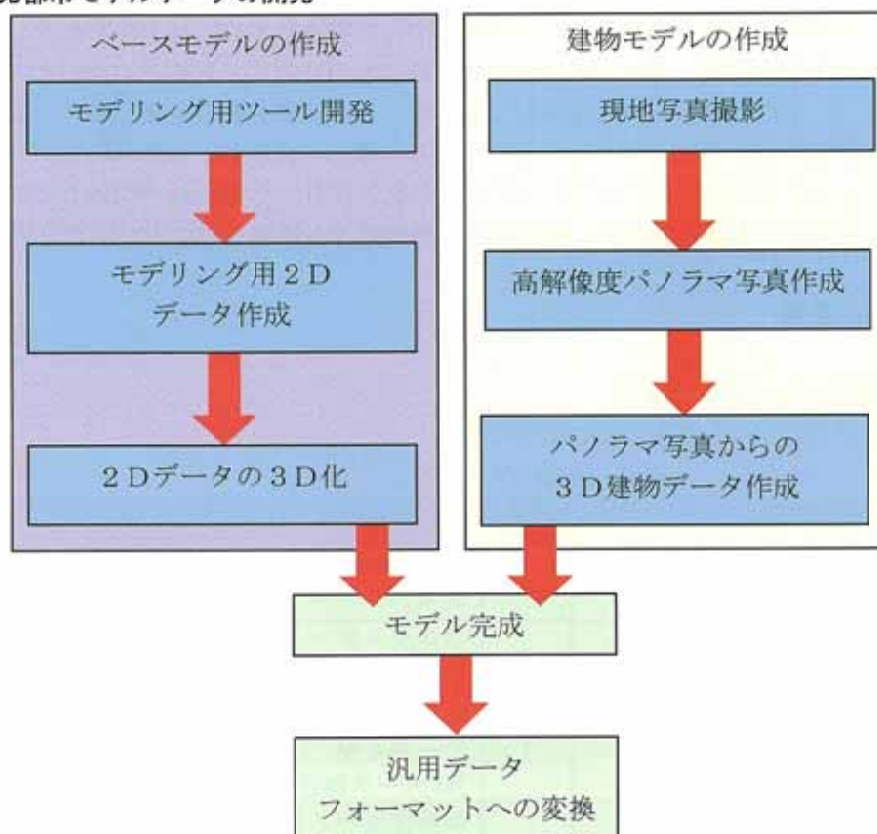 ベースモデルの作成
モデリング用ツール開発
モデリング用２Ｄ
データ作成
２Ｄデータの３Ｄ化
建物モデルの作成
現地写真撮影
高解像度パノラマ写真作成
パノラマ写真からの
３Ｄ建物データ作成
モデル完成
汎用データ
フォーマットへの変換